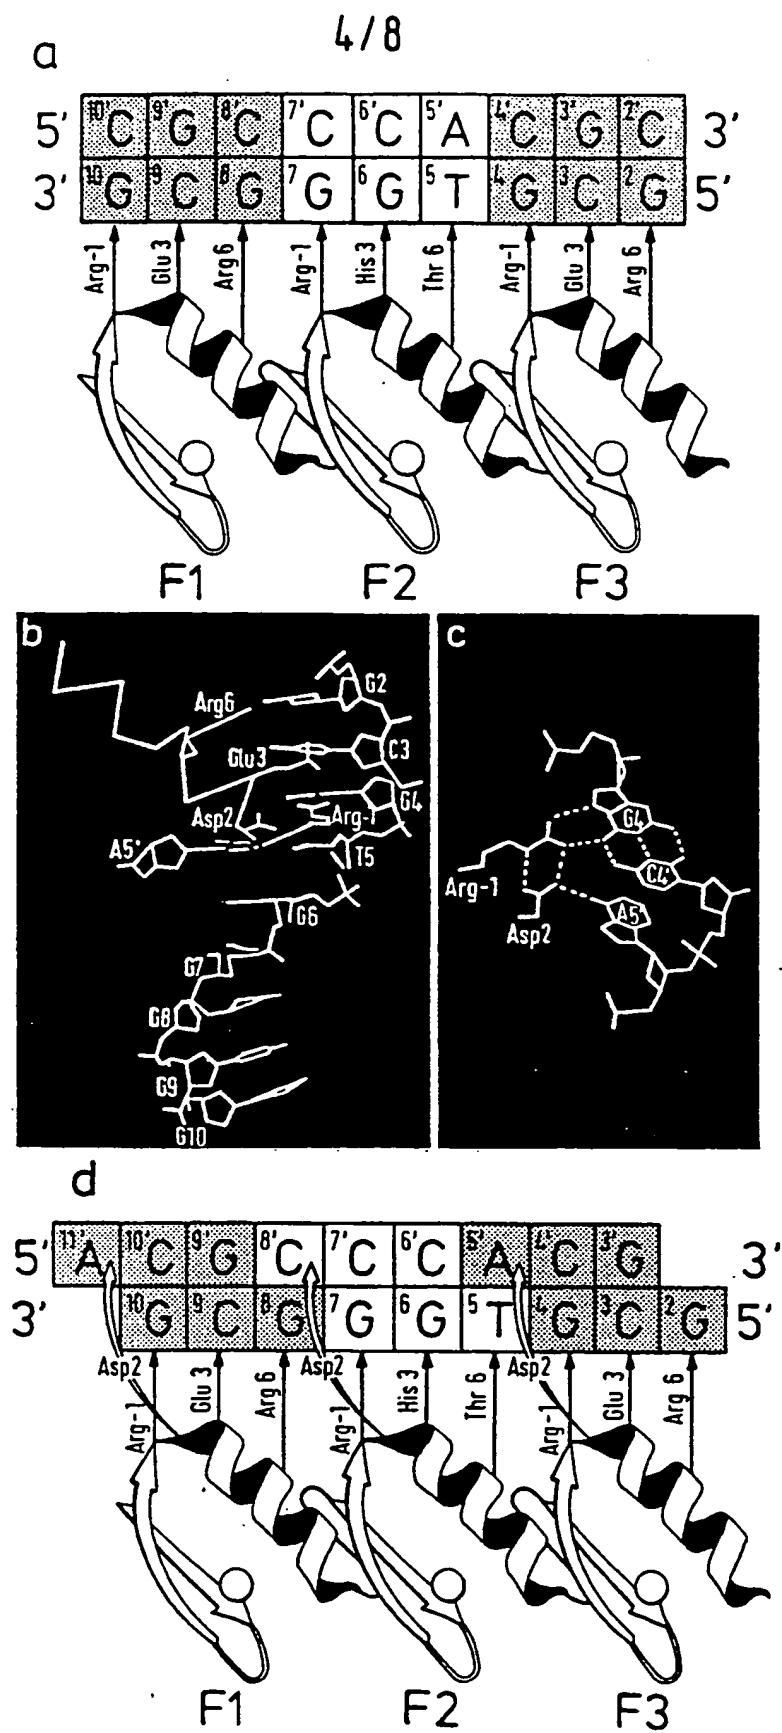 4/8
a
5' 10'C 9'G 8'C 7'C 6'C 5'A 4'C 3'G 2'C 3'
3' 10G 9C 8G 7G 6G 5T 4G 3C 2G 5'
Arg-1 Glu 3 Arg 6 Arg-1 His 3 Thr 6 Arg-1 Glu 3 Arg 6
F1 F2 F3
b
Arg6
G2
Glu3
C3
Asp2
Arg-1
G4
A5'
T5
G6
G7
G8
G9
G10
c
G4
C4'
Arg-1
Asp2
A5'
d
5' 11'A 10'C 9'G 8'C 7'C 6'C 5'A 4'C 3'G 3'
3' 10G 9C 8G 7G 6G 5T 4G 3C 2G 5'
Asp2 Asp2 Asp2
Arg-1 Glu 3 Arg 6 Arg-1 His 3 Thr 6 Arg-1 Glu 3 Arg 6
F1 F2 F3